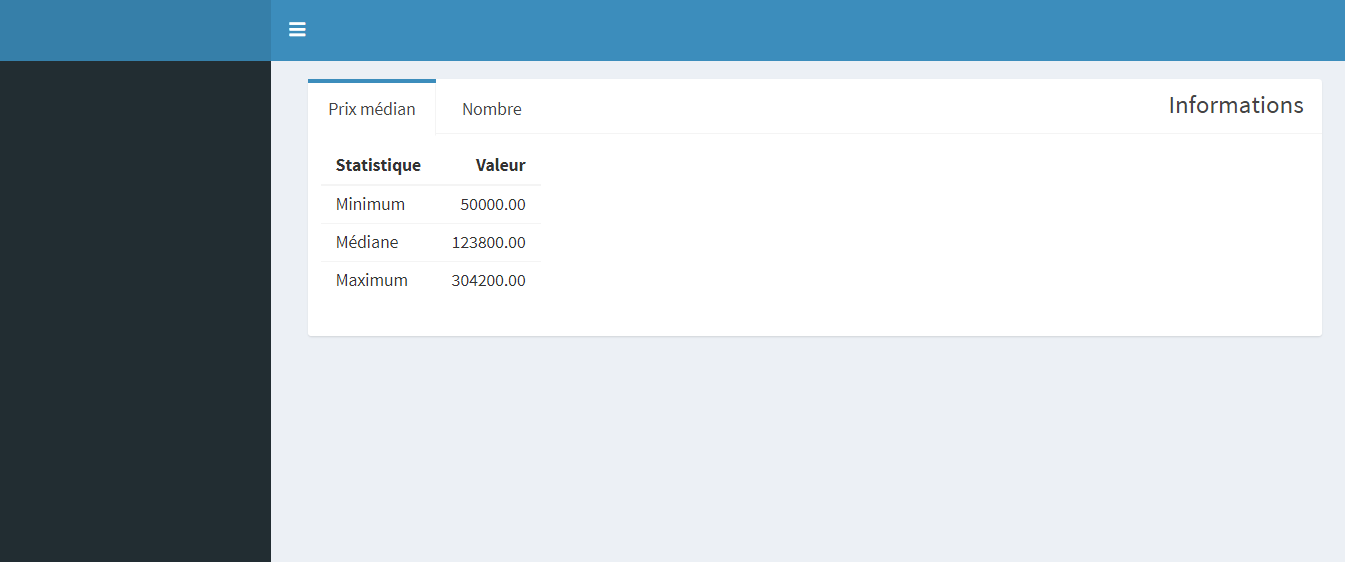 Prix médian Nombre Informations
Statistique Valeur
Minimum 50000.00
Médiane 123800.00
Maximum 304200.00